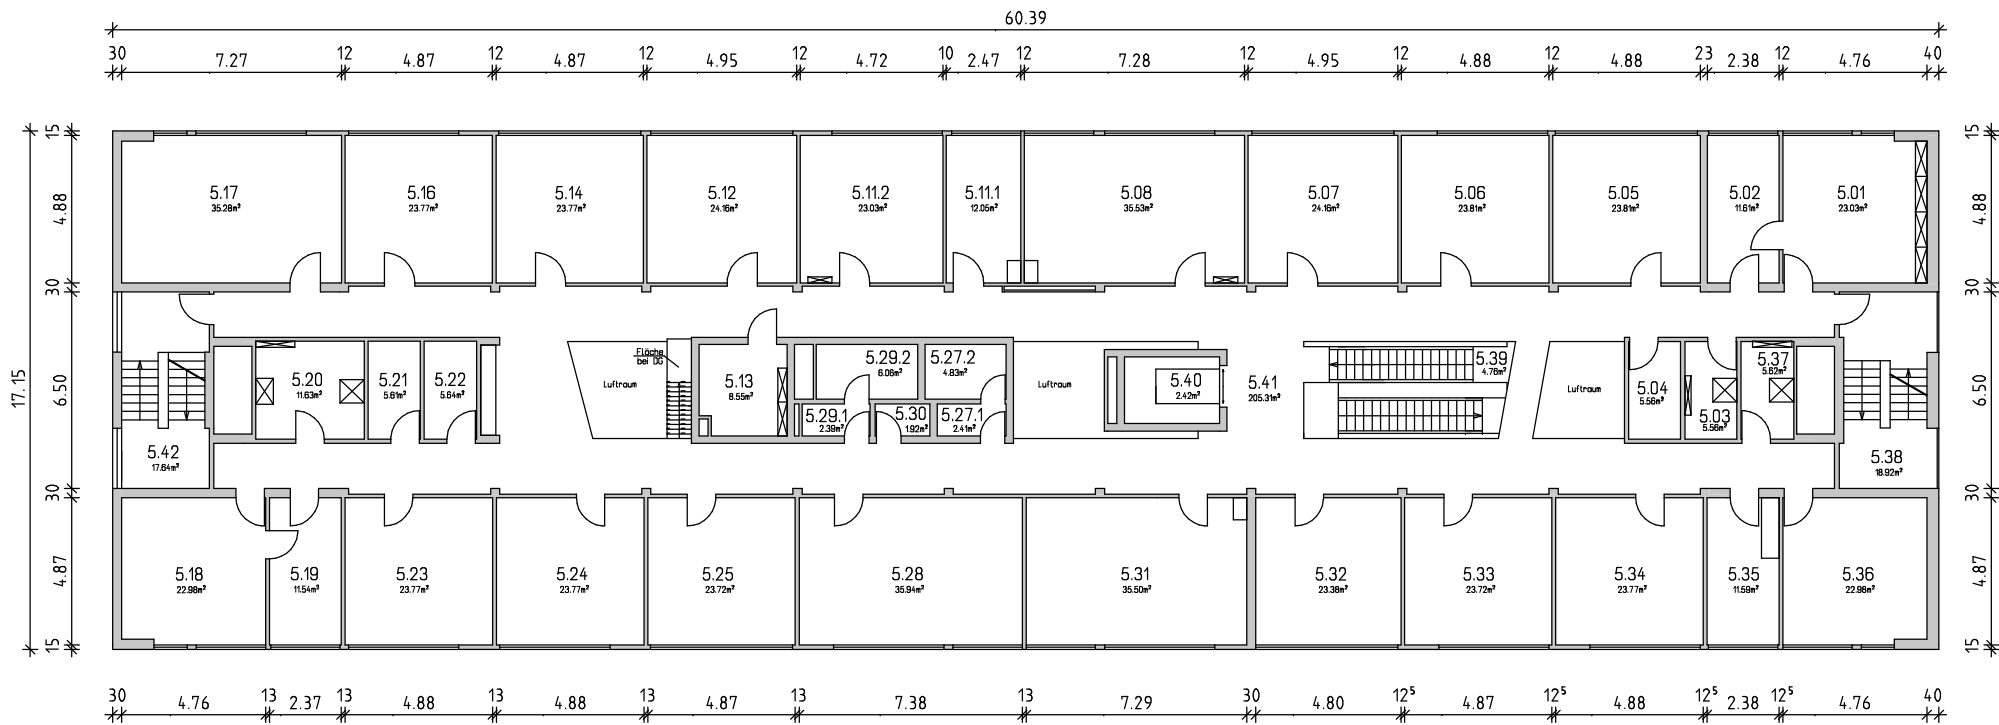 60.39
30 7.27 12 4.87 12 4.87 12 4.95 12 4.72 10 2.47 12 7.28 12 4.95 12 4.88 12 4.88 23 2.38 12 4.76 40
17.15
15 4.88 30 6.50 30 4.87 15
15 4.88 30 6.50 30 4.87 15
5.17
35.28m²
5.16
23.77m²
5.14
23.77m²
5.12
24.16m²
5.11.2
23.03m²
5.11.1
12.05m²
5.08
35.53m²
5.07
24.16m²
5.06
23.81m²
5.05
23.81m²
5.02
11.61m²
5.01
23.03m²
5.42
17.64m²
5.20
11.63m²
5.21
5.61m²
5.22
5.64m²
Luftraum
Fläche
bei DG
5.13
8.55m²
5.29.2
6.06m²
5.27.2
4.83m²
5.29.1
2.39m²
5.30
1.92m²
5.27.1
2.41m²
Luftraum
5.40
2.42m²
5.41
205.31m²
5.39
4.76m²
Luftraum
5.04
5.56m²
5.03
5.56m²
5.37
5.62m²
5.38
18.92m²
5.18
22.98m²
5.19
11.54m²
5.23
23.77m²
5.24
23.77m²
5.25
23.72m²
5.28
35.94m²
5.31
35.50m²
5.32
23.38m²
5.33
23.72m²
5.34
23.77m²
5.35
11.59m²
5.36
22.98m²
30 4.76 13 2.37 13 4.88 13 4.88 13 4.87 13 7.38 13 7.29 30 4.80 12⁵ 4.87 12⁵ 4.88 12⁵ 2.38 12⁵ 4.76 40